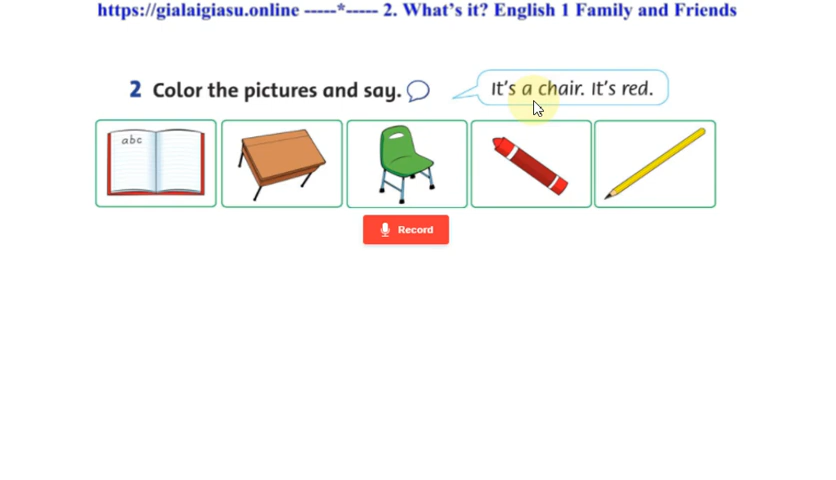 https://gialaigiasu.online -----*----- 2. What's it? English 1 Family and Friends
2 Color the pictures and say.
It's a chair. It's red.
abc
Record